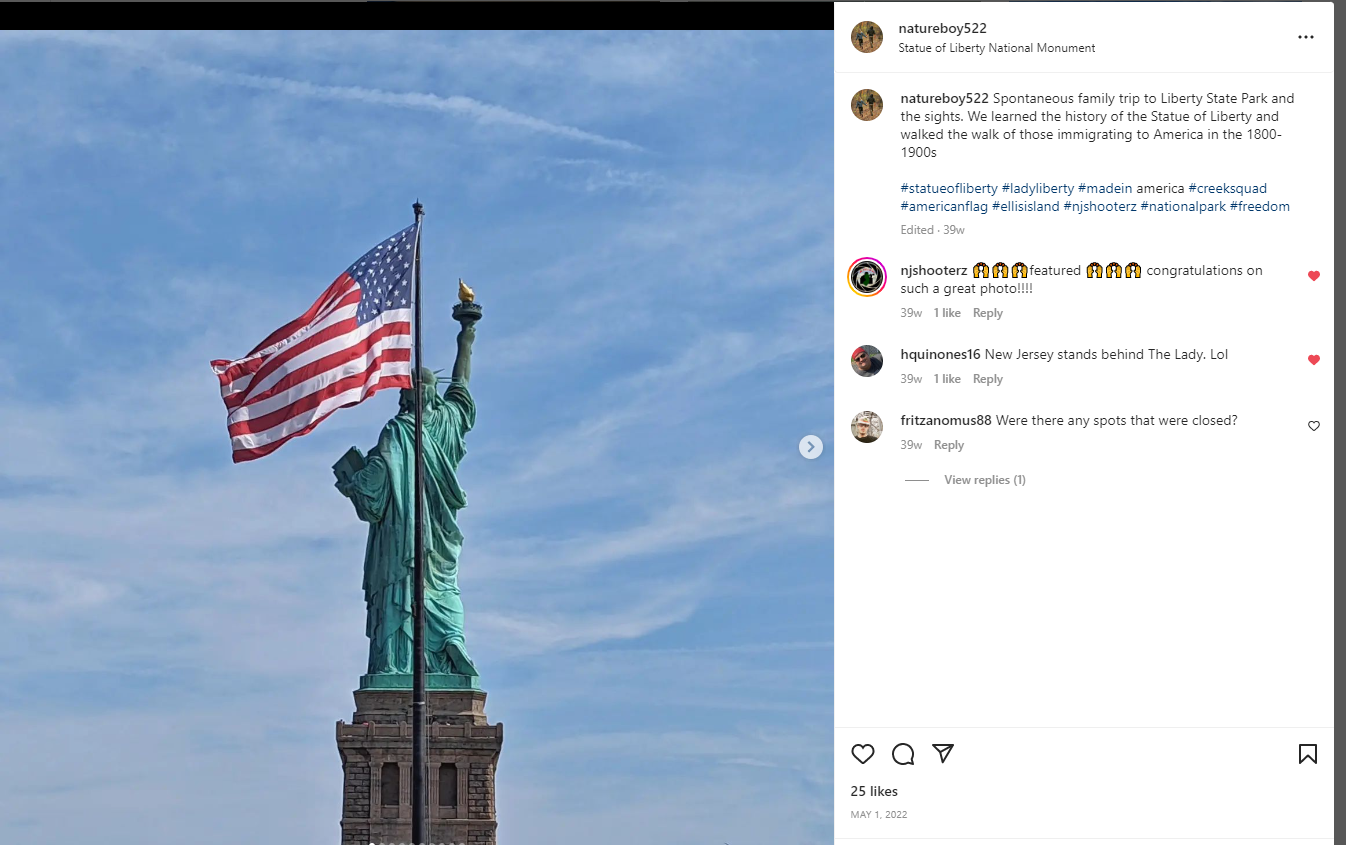 natureboy522
Statue of Liberty National Monument
natureboy522 Spontaneous family trip to Liberty State Park and
the sights. We learned the history of the Statue of Liberty and
walked the walk of those immigrating to America in the 1800-
1900s
#statueofliberty #ladyliberty #madein america #creeksquad
#americanflag #ellisisland #njshooterz #nationalpark #freedom
Edited · 39w
njshooterz 🙌🙌🙌featured 🙌🙌🙌 congratulations on
such a great photo!!!!
39w 1 like Reply
hquinones16 New Jersey stands behind The Lady. Lol
39w 1 like Reply
fritzanomus88 Were there any spots that were closed?
39w Reply
View replies (1)
25 likes
MAY 1, 2022